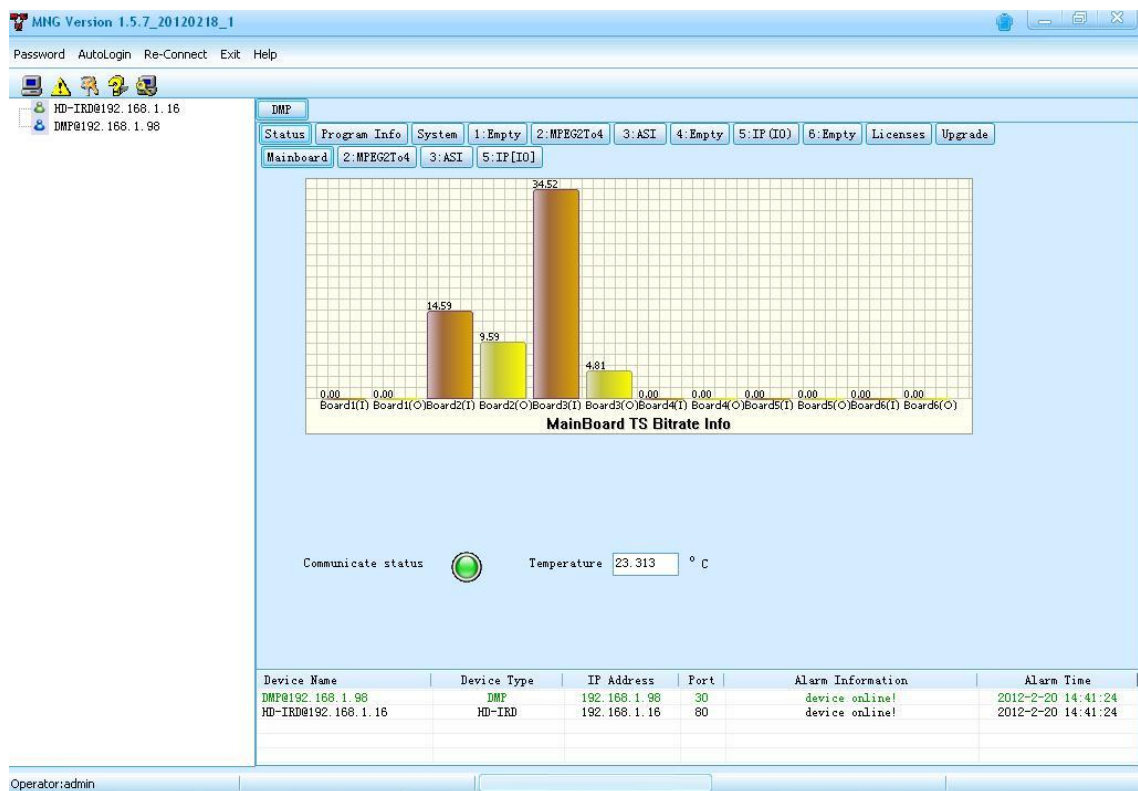 MNG Version 1.5.7_20120218_1
Password AutoLogin Re-Connect Exit Help
HD-IRD@192.168.1.16
DMP@192.168.1.98
DMP
Status Program Info System 1:Empty 2:MPEG2To4 3:ASI 4:Empty 5:IP(IO) 6:Empty Licenses Upgrade
Mainboard 2:MPEG2To4 3:ASI 5:IP[IO]
34.52
14.59
9.59
4.81
0.00 0.00 0.00 0.00 0.00 0.00 0.00 0.00
Board1(I) Board1(O) Board2(I) Board2(O) Board3(I) Board3(O) Board4(I) Board4(O) Board5(I) Board5(O) Board6(I) Board6(O)
MainBoard TS Bitrate Info
Communicate status Temperature 23.313 °C
Device Name Device Type IP Address Port Alarm Information Alarm Time
DMP@192.168.1.98 DMP 192.168.1.98 30 device online! 2012-2-20 14:41:24
HD-IRD@192.168.1.16 HD-IRD 192.168.1.16 80 device online! 2012-2-20 14:41:24
Operator:admin